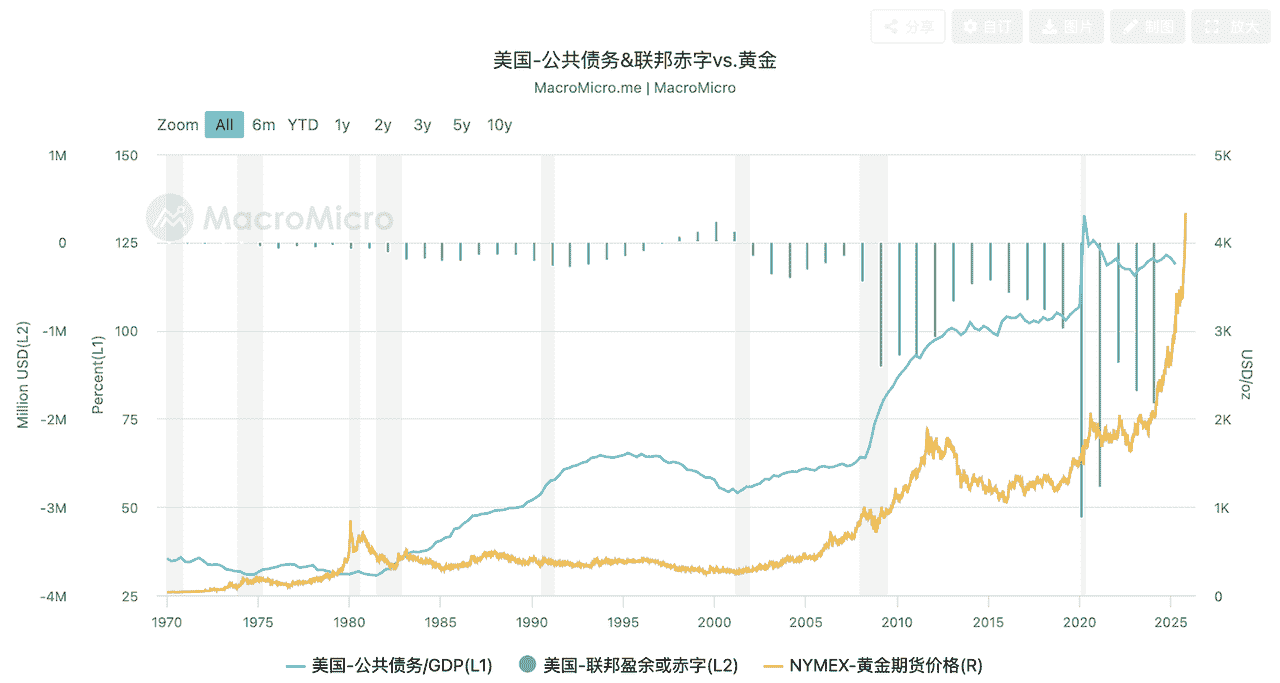 分享 自订 图片 制图 放大
美国-公共债务&联邦赤字vs.黄金
MacroMicro.me | MacroMicro
Zoom All 6m YTD 1y 2y 3y 5y 10y
1M 150 5K
MacroMicro
0 125 4K
-1M 100 3K
Million USD(L2)
Percent(L1)
USD/oz
-2M 75 2K
-3M 50 1K
-4M 25 0
1970 1975 1980 1985 1990 1995 2000 2005 2010 2015 2020 2025
美国-公共债务/GDP(L1) 美国-联邦盈余或赤字(L2) NYMEX-黄金期货价格(R)